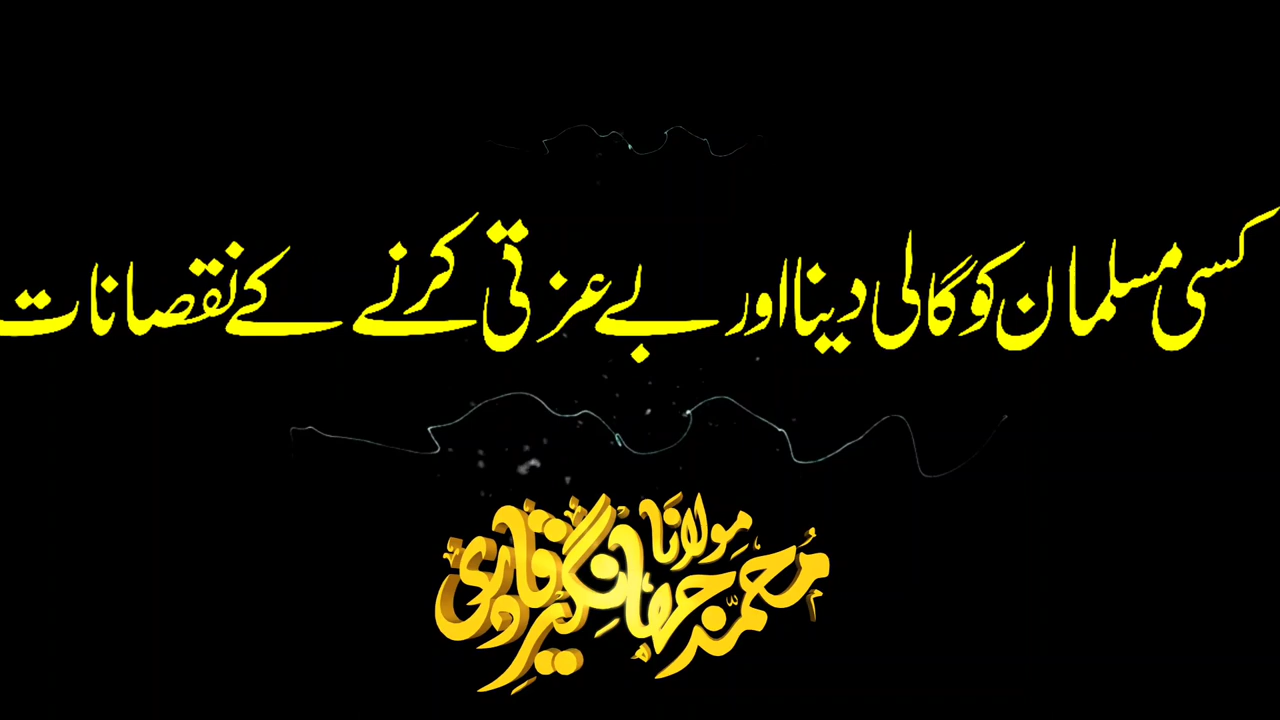 کسی مسلمان کو گالی دینا اور بے عزتی کرنے کے نقصانات
مولانا
محمد جہانگیر قادری